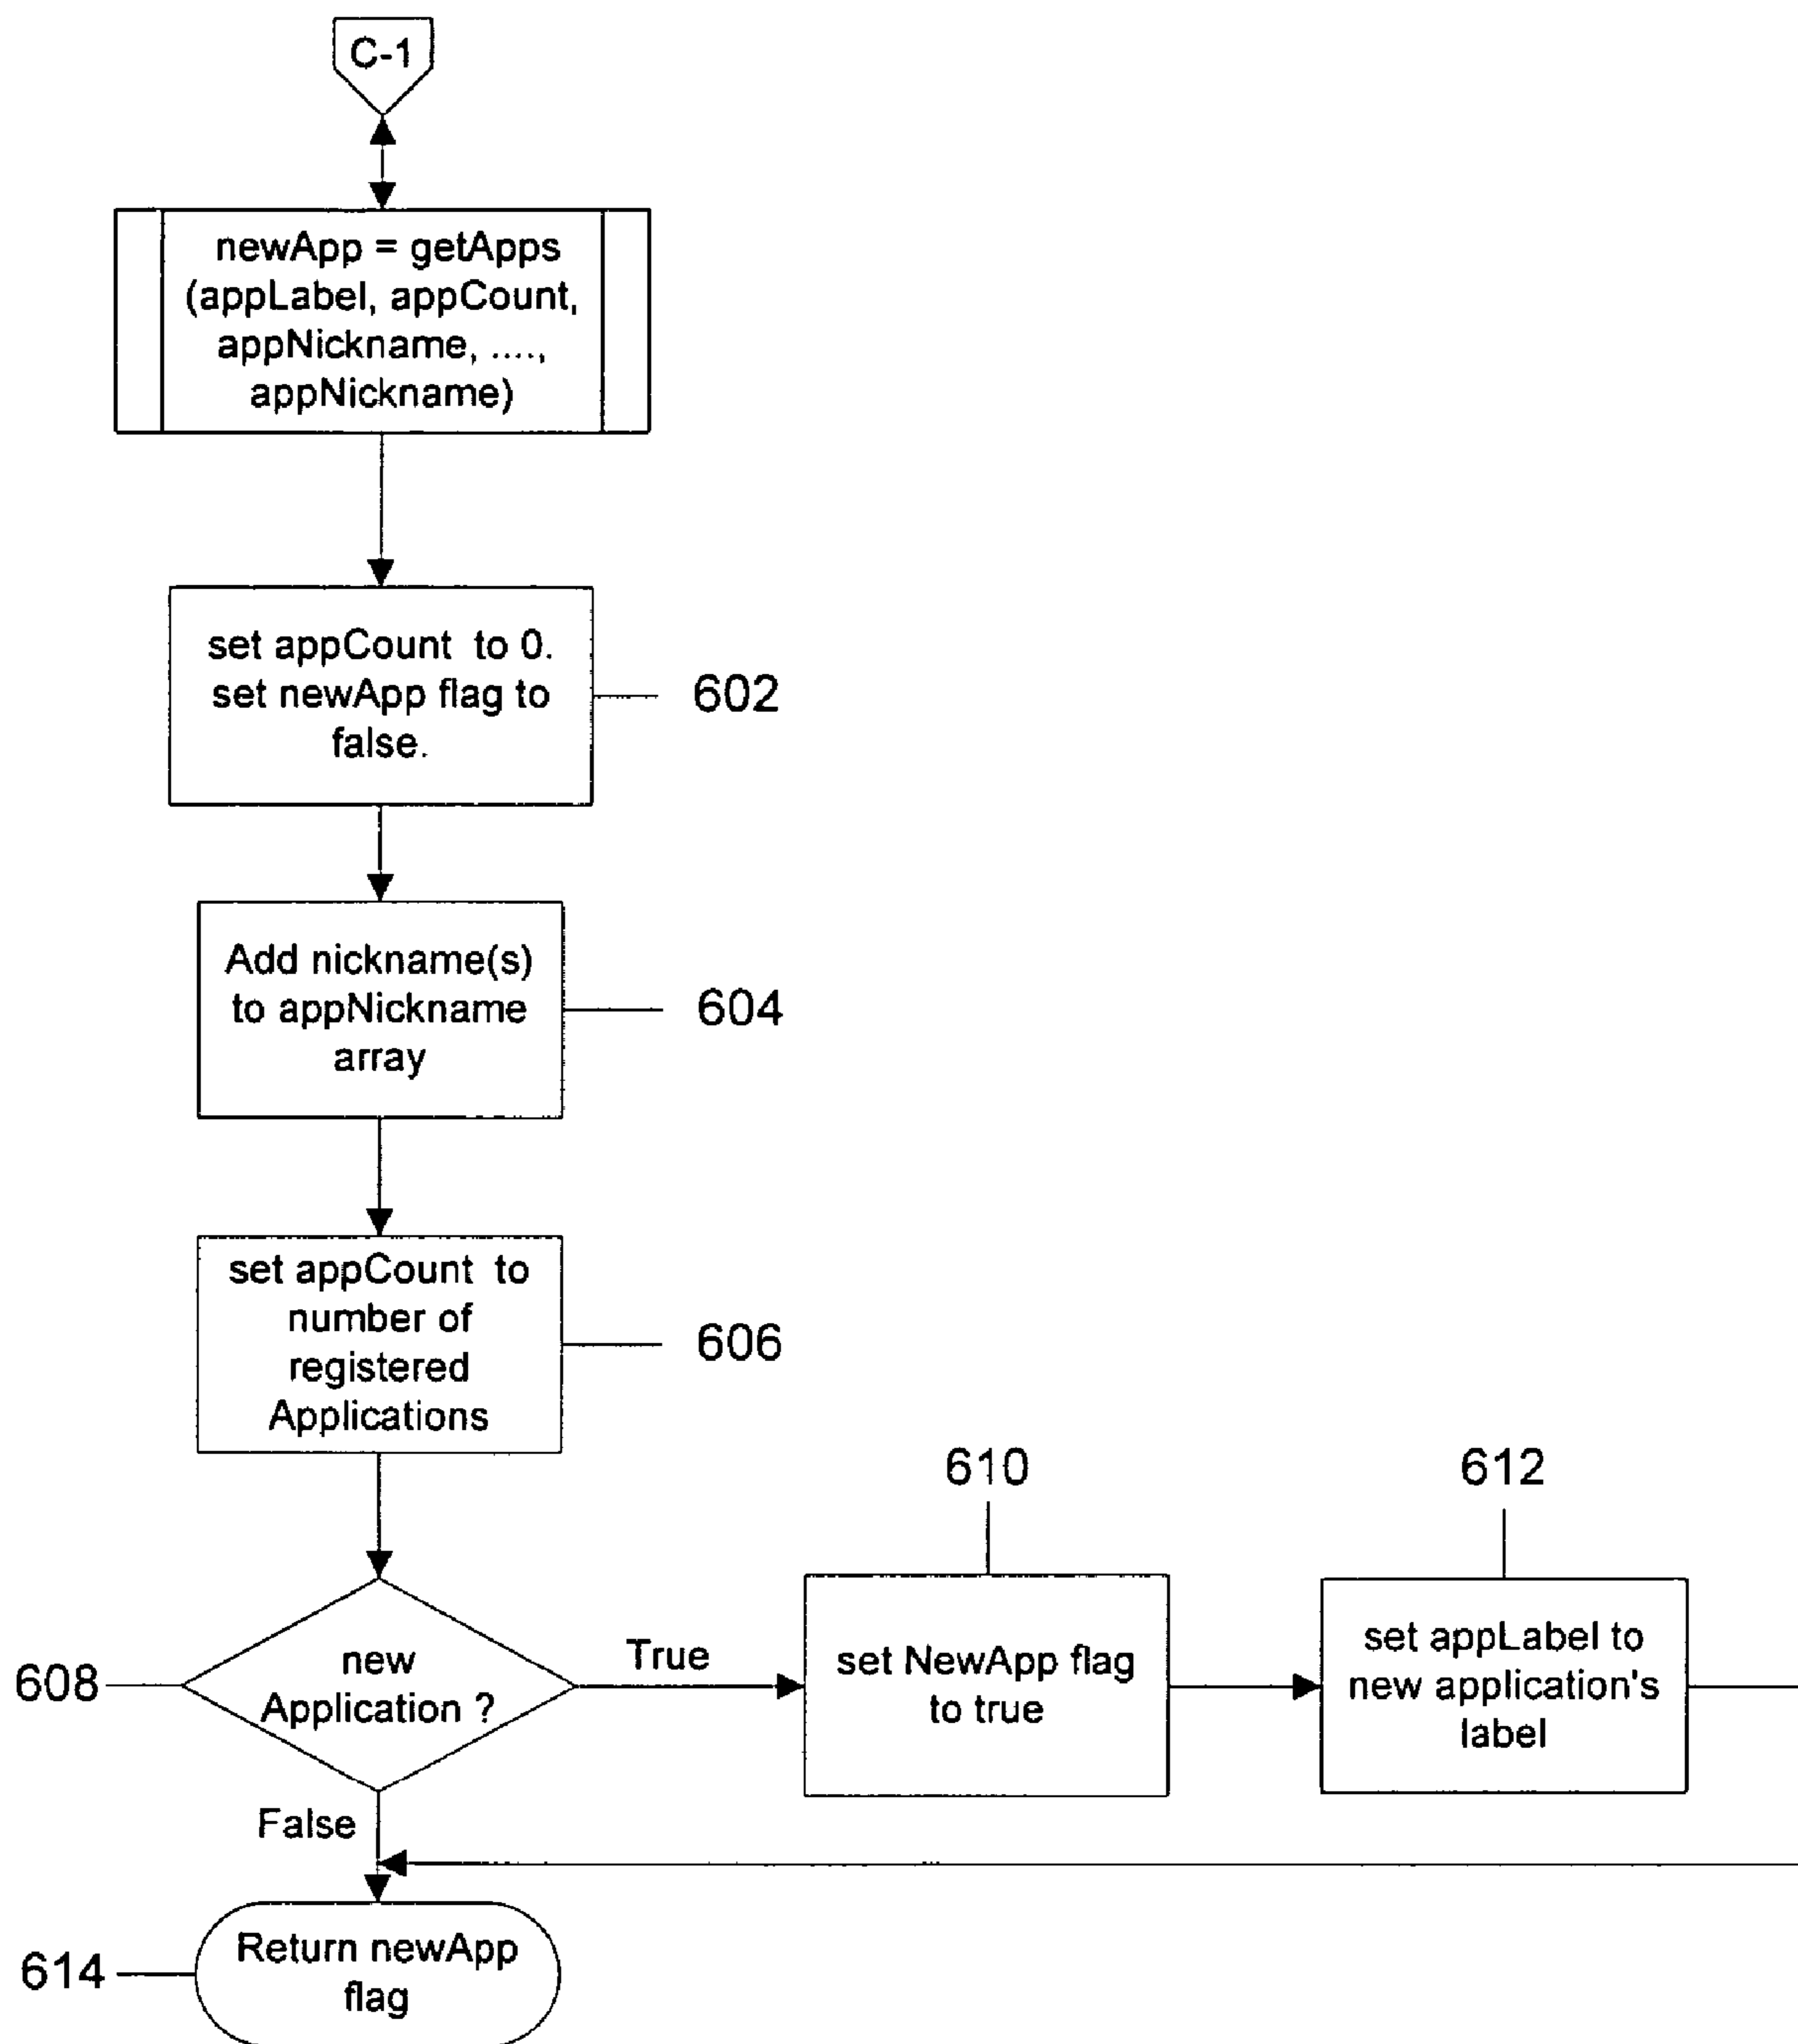 C-1
newApp = getApps
(appLabel, appCount,
appNickname, ....,
appNickname)
set appCount to 0.
set newApp flag to
false.
602
Add nickname(s)
to appNickname
array
604
set appCount to
number of
registered
Applications
606
608
new
Application ?
True
610
set NewApp flag
to true
612
set appLabel to
new application's
label
False
614
Return newApp
flag